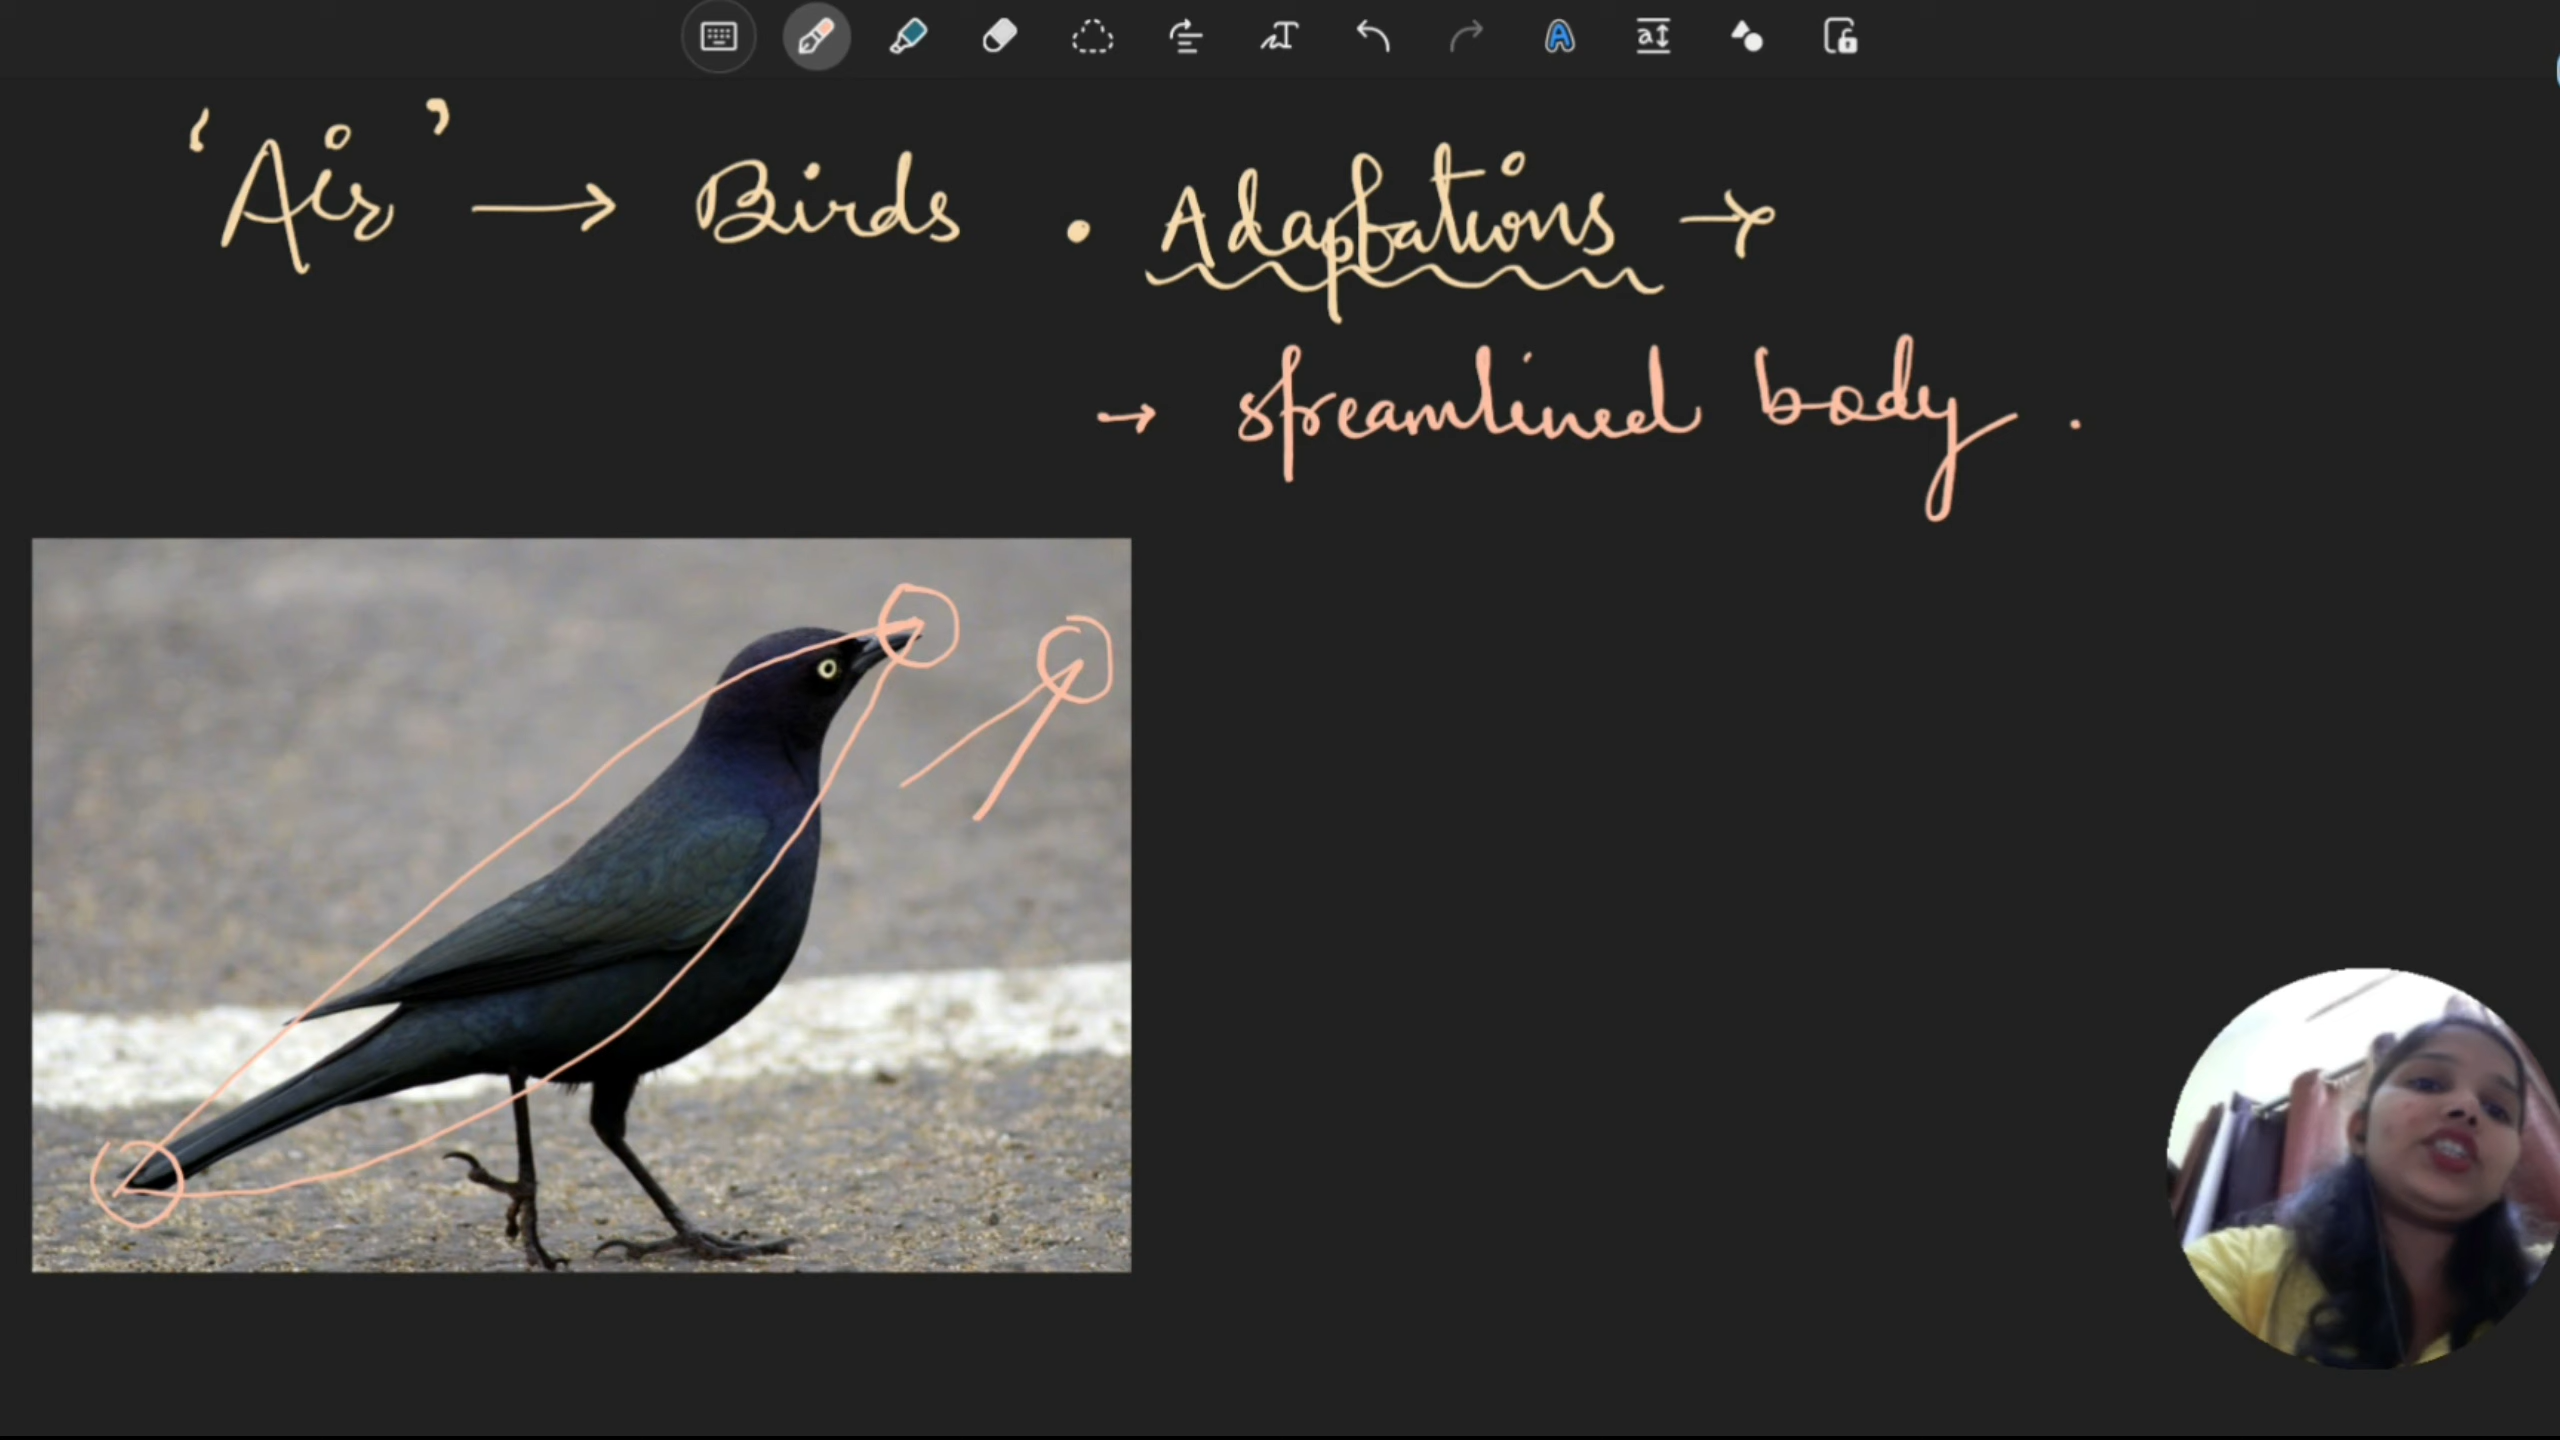 'Air' → Birds . Adaptations →
→ streamlined body .